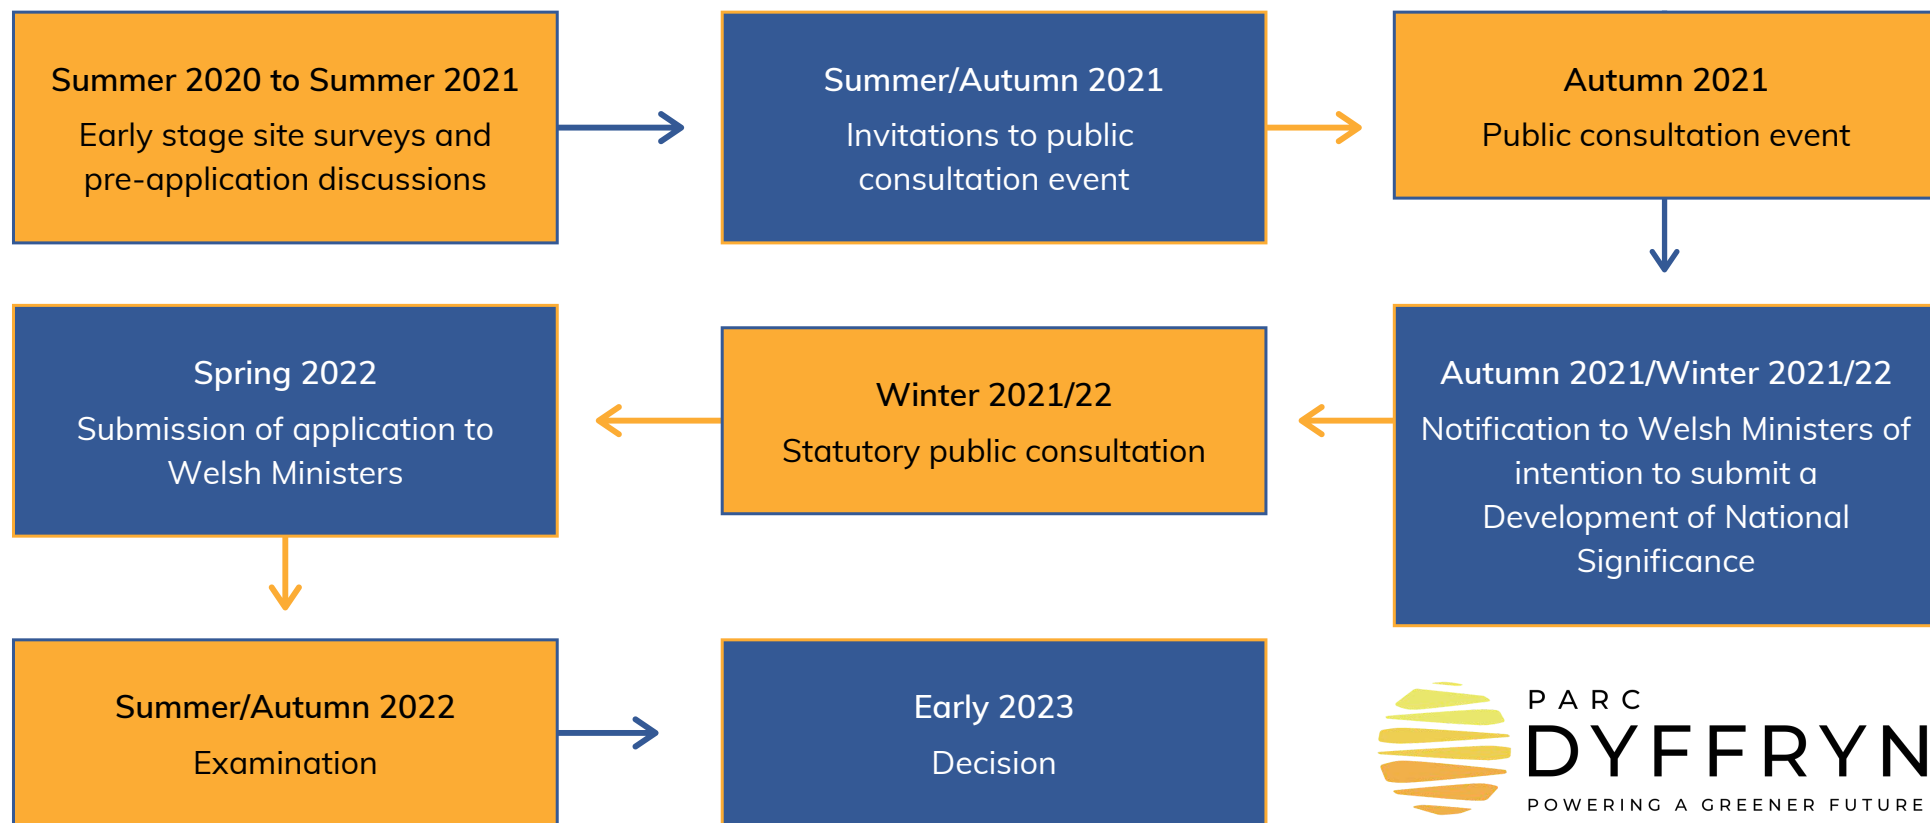 Summer 2020 to Summer 2021
Early stage site surveys and
pre-application discussions
Summer/Autumn 2021
Invitations to public
consultation event
Autumn 2021
Public consultation event
Autumn 2021/Winter 2021/22
Notification to Welsh Ministers of
intention to submit a
Development of National
Significance
Winter 2021/22
Statutory public consultation
Spring 2022
Submission of application to
Welsh Ministers
Summer/Autumn 2022
Examination
Early 2023
Decision
PARC
DYFFRYN
POWERING A GREENER FUTURE